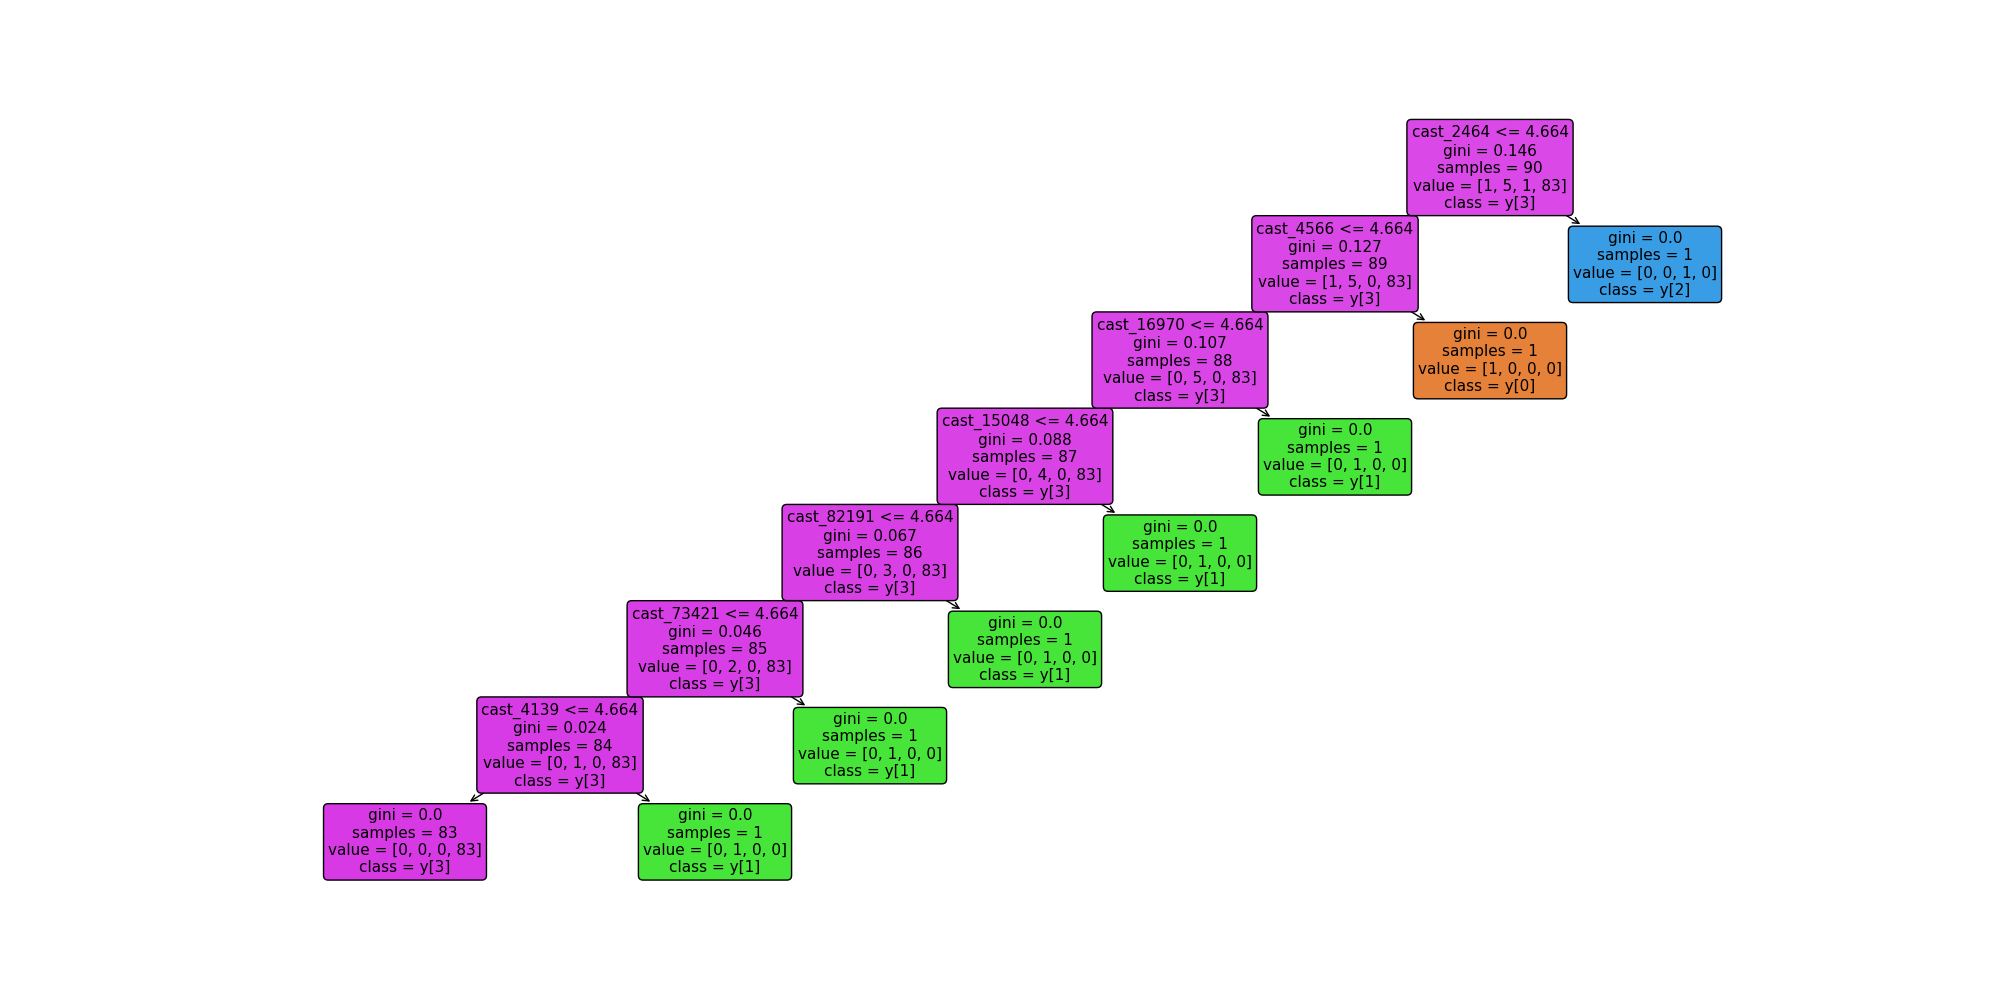 cast_2464 <= 4.664
gini = 0.146
samples = 90
value = [1, 5, 1, 83]
class = y[3]
cast_4566 <= 4.664
gini = 0.127
samples = 89
value = [1, 5, 0, 83]
class = y[3]
gini = 0.0
samples = 1
value = [0, 0, 1, 0]
class = y[2]
cast_16970 <= 4.664
gini = 0.107
samples = 88
value = [0, 5, 0, 83]
class = y[3]
gini = 0.0
samples = 1
value = [1, 0, 0, 0]
class = y[0]
cast_15048 <= 4.664
gini = 0.088
samples = 87
value = [0, 4, 0, 83]
class = y[3]
gini = 0.0
samples = 1
value = [0, 1, 0, 0]
class = y[1]
cast_82191 <= 4.664
gini = 0.067
samples = 86
value = [0, 3, 0, 83]
class = y[3]
gini = 0.0
samples = 1
value = [0, 1, 0, 0]
class = y[1]
cast_73421 <= 4.664
gini = 0.046
samples = 85
value = [0, 2, 0, 83]
class = y[3]
gini = 0.0
samples = 1
value = [0, 1, 0, 0]
class = y[1]
cast_4139 <= 4.664
gini = 0.024
samples = 84
value = [0, 1, 0, 83]
class = y[3]
gini = 0.0
samples = 1
value = [0, 1, 0, 0]
class = y[1]
gini = 0.0
samples = 83
value = [0, 0, 0, 83]
class = y[3]
gini = 0.0
samples = 1
value = [0, 1, 0, 0]
class = y[1]